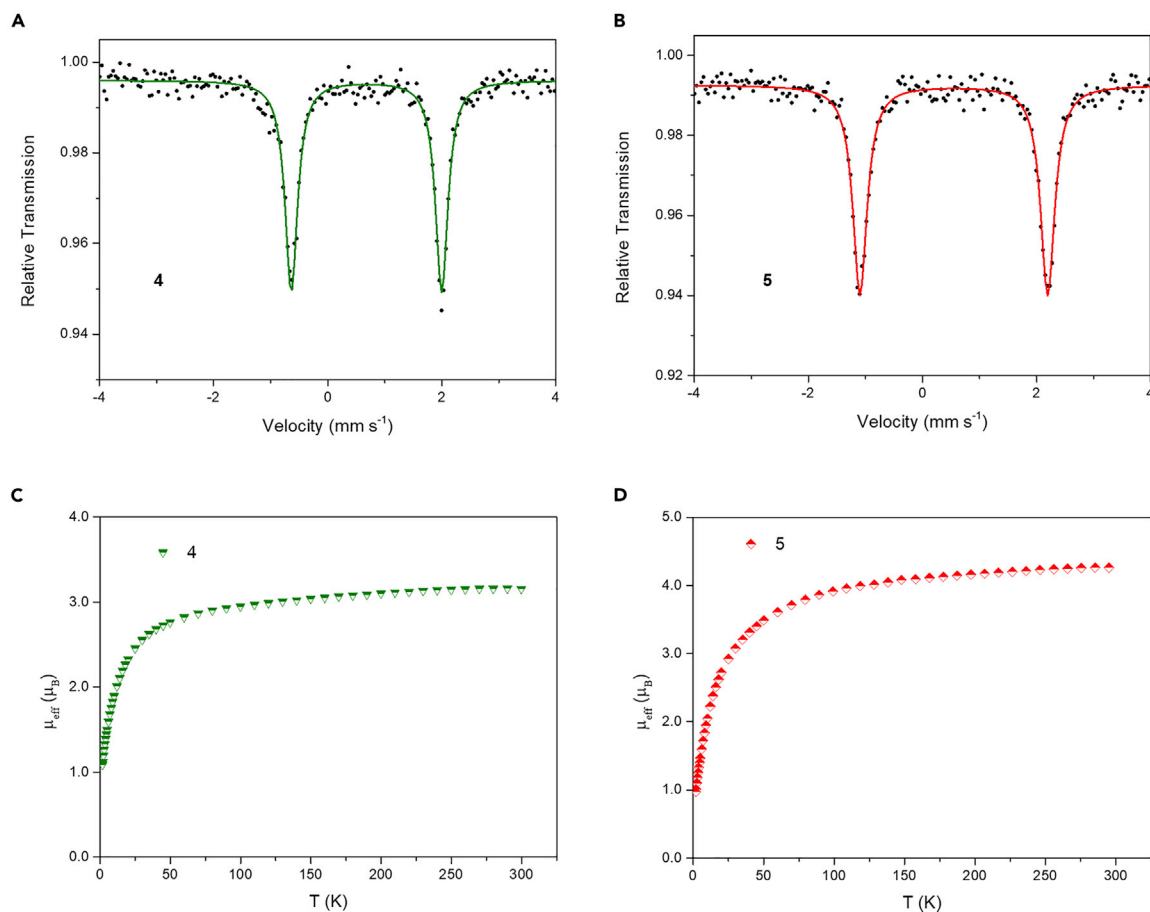 A
1.00
0.98
0.96
0.94
Relative Transmission
4
-4 -2 0 2 4
Velocity (mm s⁻¹)
B
1.00
0.98
0.96
0.94
0.92
Relative Transmission
5
-4 -2 0 2 4
Velocity (mm s⁻¹)
C
4.0
3.0
2.0
1.0
0.0
μeff (μB)
4
0 50 100 150 200 250 300
T (K)
D
5.0
4.0
3.0
2.0
1.0
0.0
μeff (μB)
5
0 50 100 150 200 250 300
T (K)